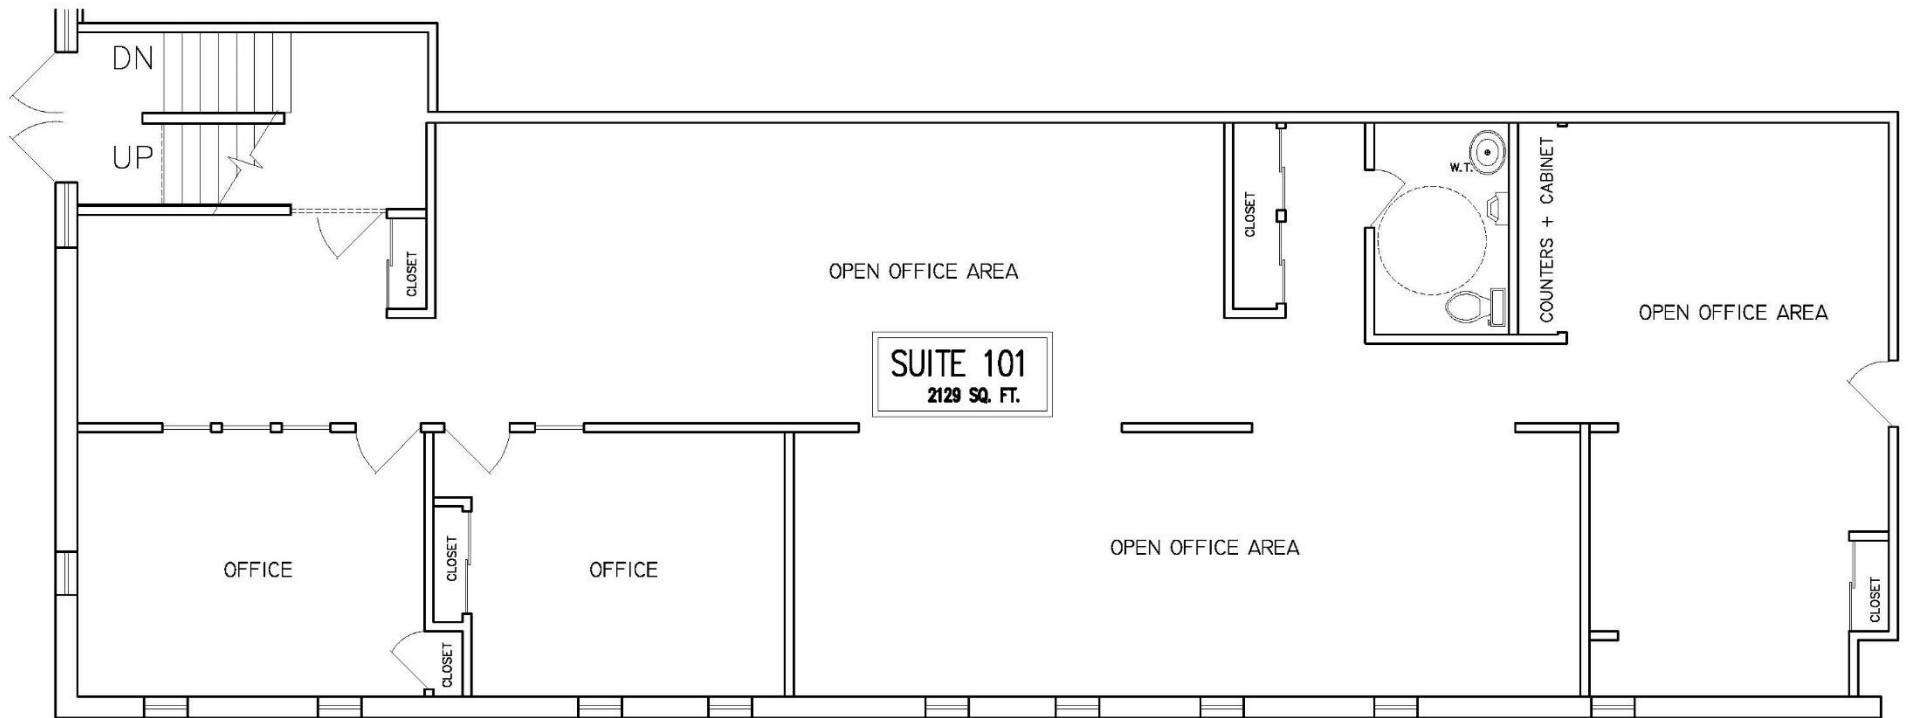 DN
UP
CLOSET
OPEN OFFICE AREA
CLOSET
W.T.
COUNTERS + CABINET
OPEN OFFICE AREA
SUITE 101
2129 SQ. FT.
OFFICE
CLOSET
CLOSET
OFFICE
OPEN OFFICE AREA
CLOSET